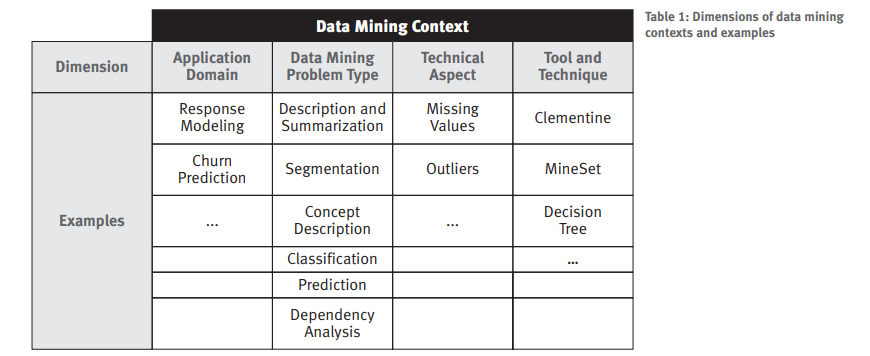 Data Mining Context
Table 1: Dimensions of data mining
contexts and examples
Dimension
Application
Domain
Data Mining
Problem Type
Technical
Aspect
Tool and
Technique
Examples
Response
Modeling
Description and
Summarization
Missing
Values
Clementine
Churn
Prediction
Segmentation
Outliers
MineSet
...
Concept
Description
...
Decision
Tree
Classification
...
Prediction
Dependency
Analysis